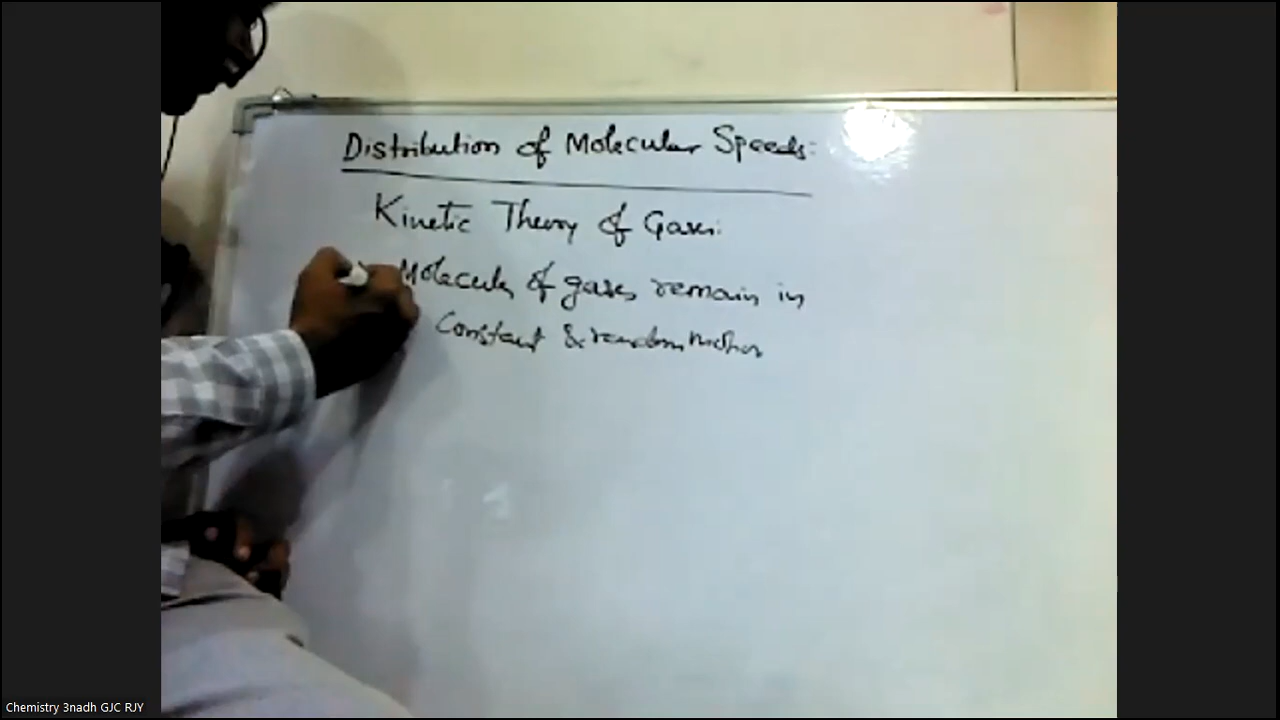 Distribution of Molecular Speeds:
Kinetic Theory of Gases:
Molecules of gases remain in
Constant & random motion
Chemistry 3nadh GJC RJY